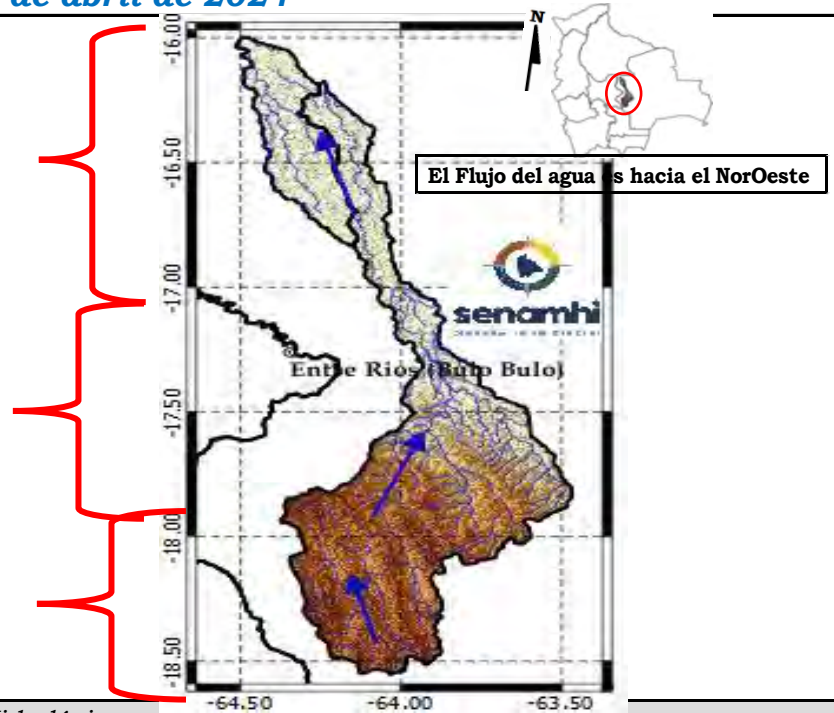 de abril de 2024
N
El Flujo del agua es hacia el NorOeste
-16.00
-16.50
-17.00
senamhi
Entre Rios (Bulo Bulo)
-17.50
-18.00
-18.50
-64.50 -64.00 -63.50